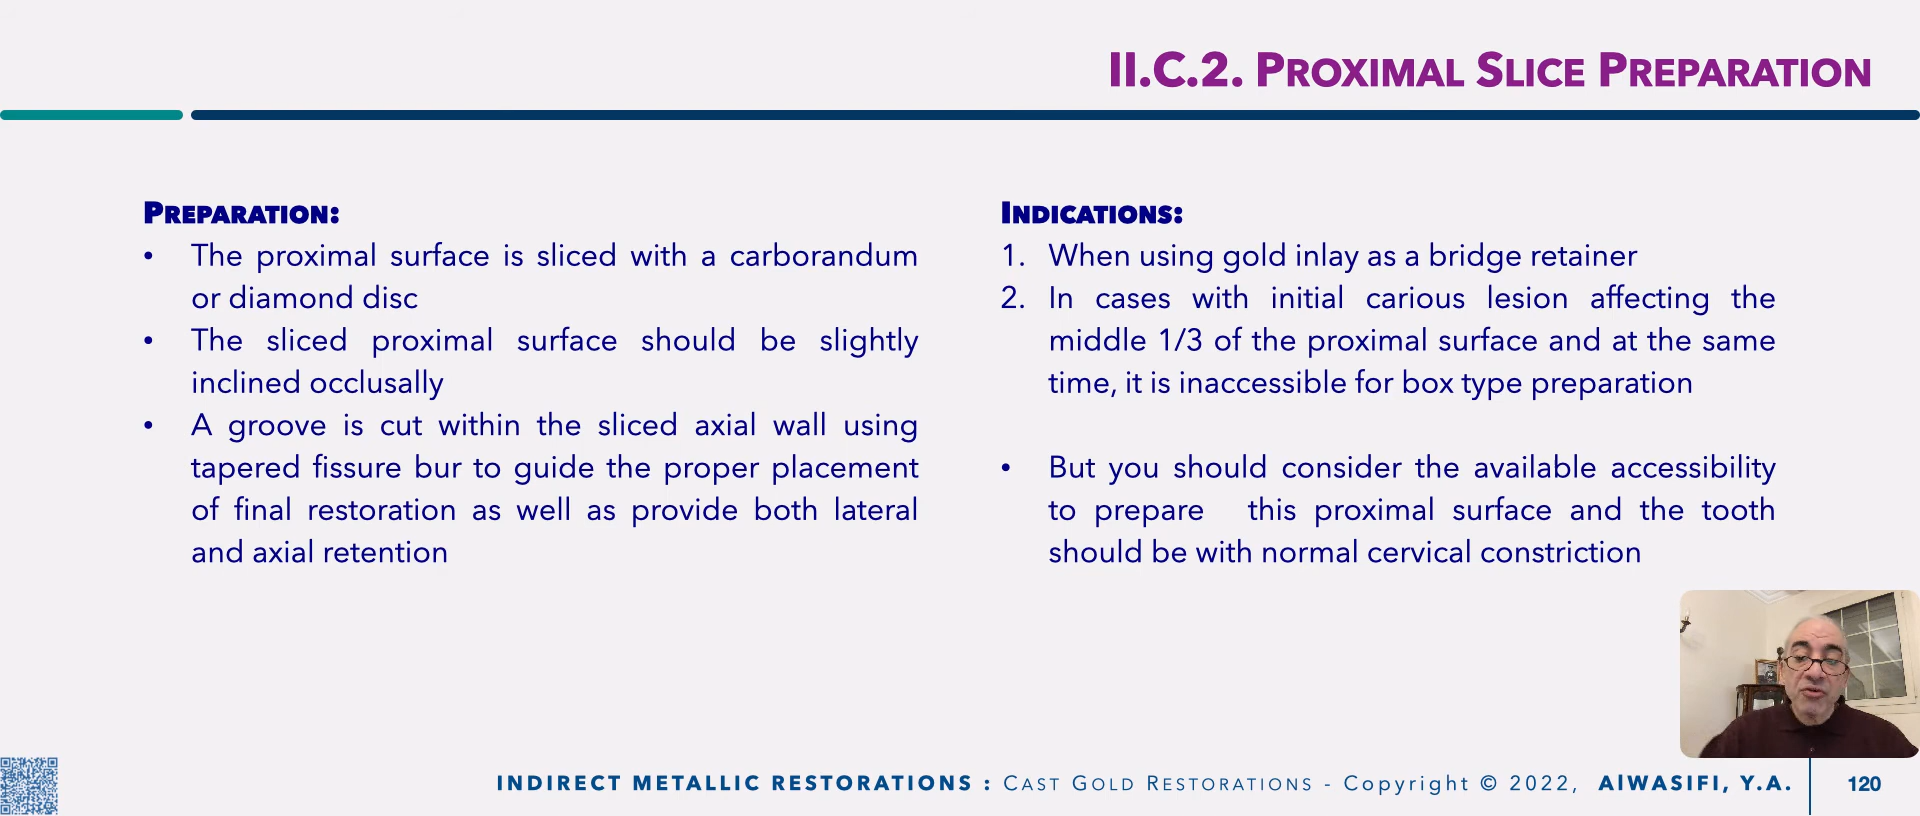 II.C.2. PROXIMAL SLICE PREPARATION
PREPARATION:
• The proximal surface is sliced with a carborandum
or diamond disc
• The sliced proximal surface should be slightly
inclined occlusally
• A groove is cut within the sliced axial wall using
tapered fissure bur to guide the proper placement
of final restoration as well as provide both lateral
and axial retention
INDICATIONS:
1. When using gold inlay as a bridge retainer
2. In cases with initial carious lesion affecting the
middle 1/3 of the proximal surface and at the same
time, it is inaccessible for box type preparation
• But you should consider the available accessibility
to prepare this proximal surface and the tooth
should be with normal cervical constriction
INDIRECT METALLIC RESTORATIONS : CAST GOLD RESTORATIONS - Copyright © 2022, AlWASIFI, Y.A. 120